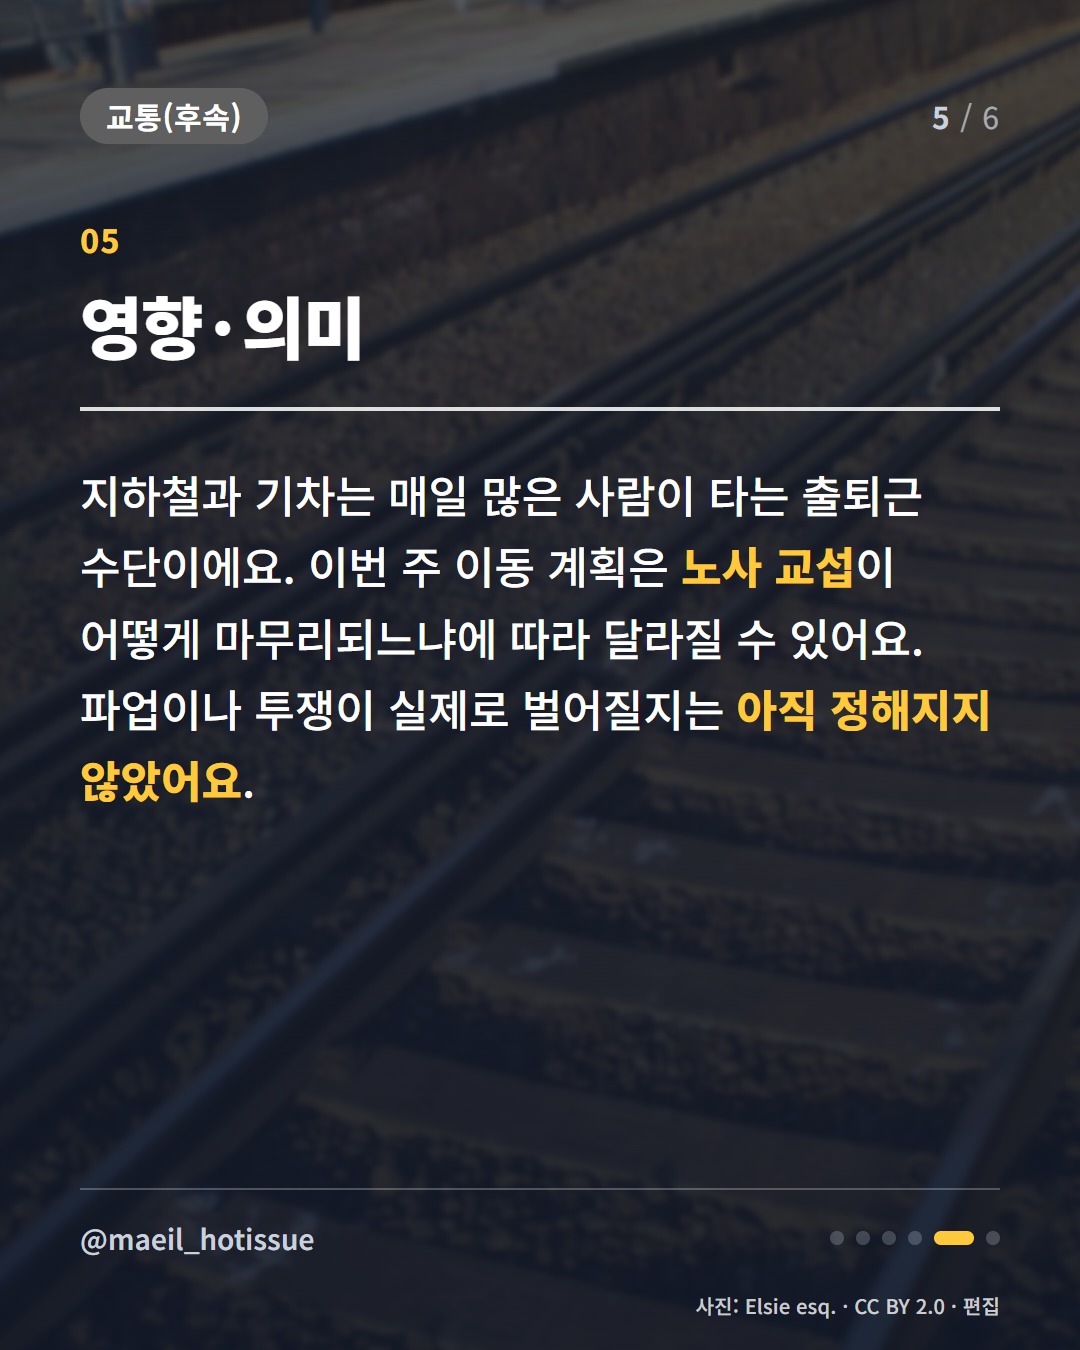 교통(후속)
5 / 6
05
영향·의미
지하철과 기차는 매일 많은 사람이 타는 출퇴근
수단이에요. 이번 주 이동 계획은 노사 교섭이
어떻게 마무리되느냐에 따라 달라질 수 있어요.
파업이나 투쟁이 실제로 벌어질지는 아직 정해지지
않았어요.
@maeil_hotissue
사진: Elsie esq. · CC BY 2.0 · 편집